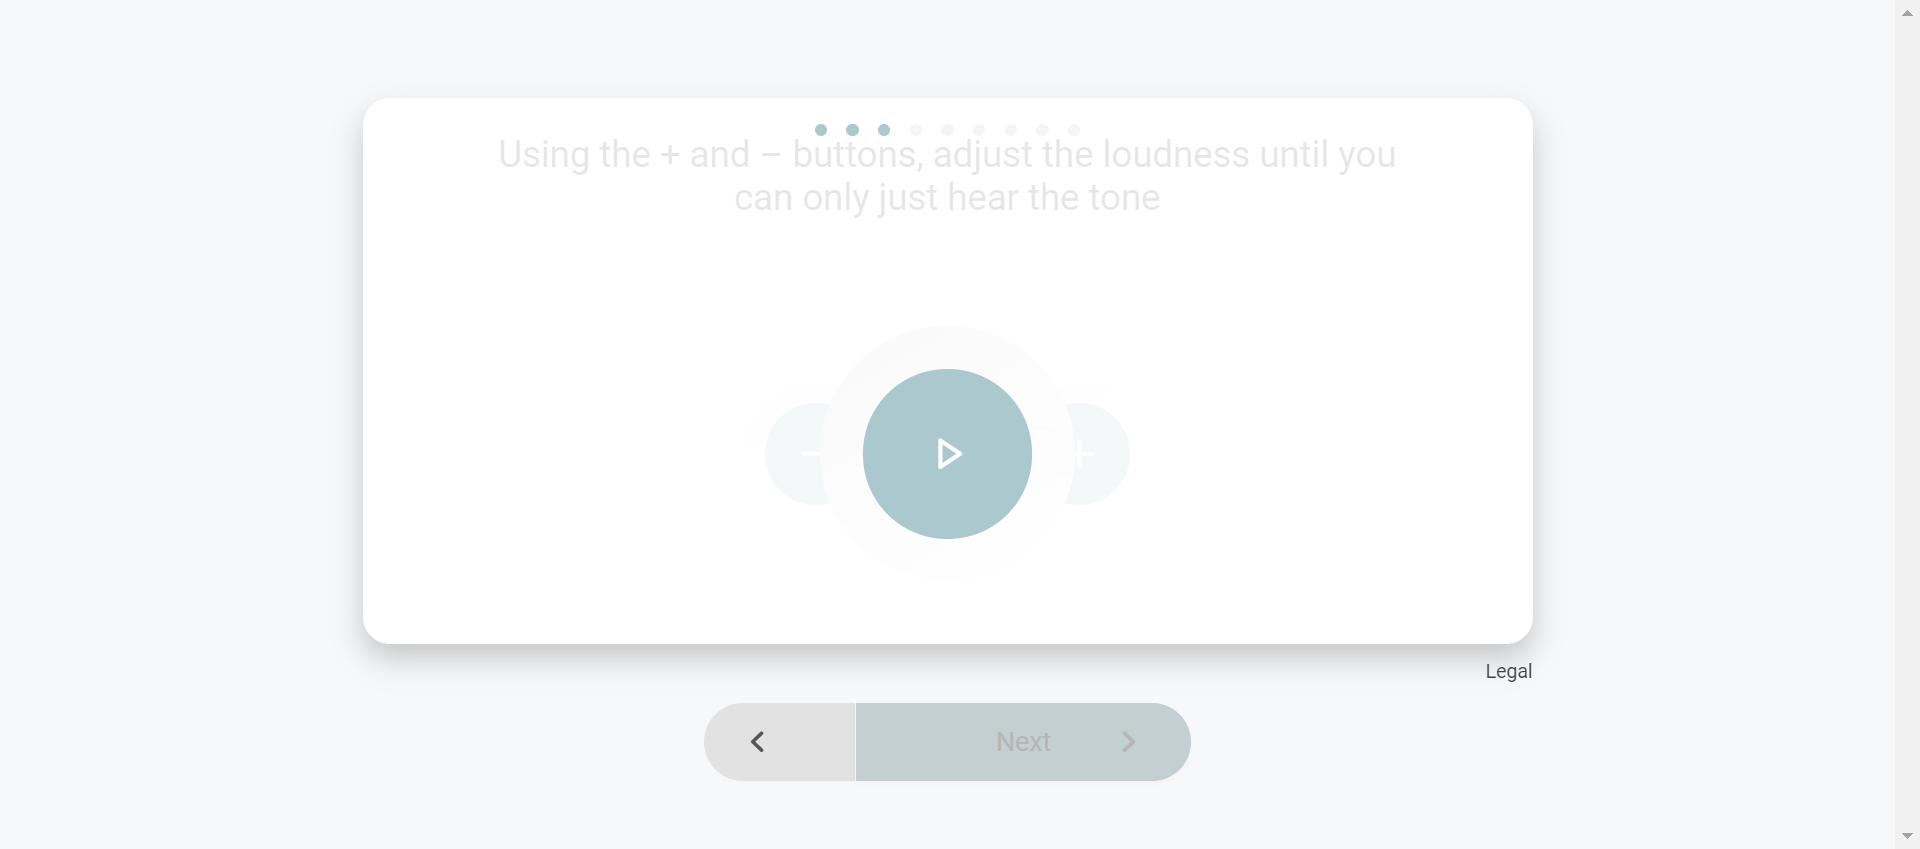 Using the + and – buttons, adjust the loudness until you
can only just hear the tone
Legal
Next